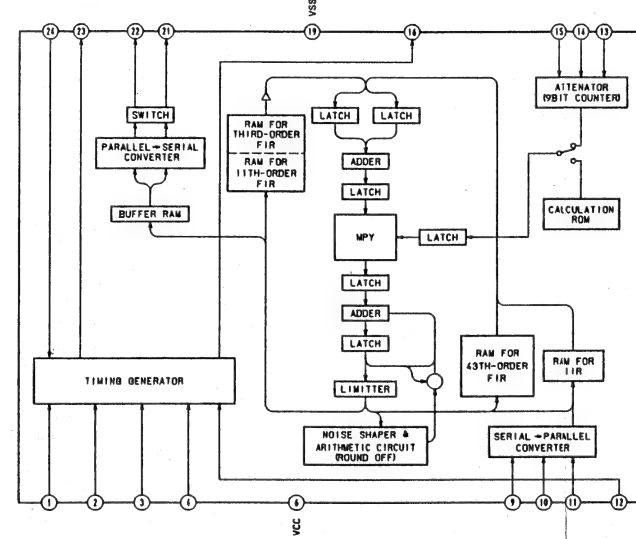 VSS
24 23 22 21 19 16 15 14 13
ATTENATOR
(9BIT COUNTER)
SWITCH
LATCH LATCH
RAM FOR
THIRD-ORDER
FIR
PARALLEL→SERIAL
CONVERTER
RAM FOR
11TH-ORDER
FIR
ADDER
LATCH
BUFFER RAM
CALCULATION
ROM
MPY
LATCH
LATCH
ADDER
LATCH
RAM FOR
43TH-ORDER
FIR
RAM FOR
IIR
TIMING GENERATOR
LIMITTER
NOISE SHAPER &
ARITHMETIC CIRCUIT
(ROUND OFF)
SERIAL→PARALLEL
CONVERTER
1 2 3 4 6 9 10 11 12
VCC